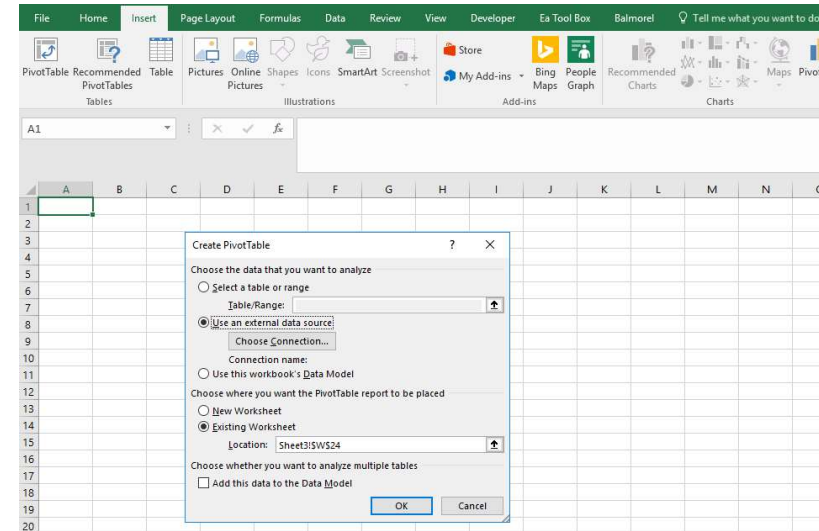 File Home Insert Page Layout Formulas Data Review View Developer Ea Tool Box Balmorel Tell me what you want to do
PivotTable Recommended PivotTables Table
Tables
Pictures Online Pictures Shapes Icons SmartArt Screenshot
Illustrations
Store
My Add-ins
Bing Maps People Graph
Add-ins
Recommended Charts
Maps
Charts
A1
fx
A B C D E F G H I J K L M N
1
2
3
4
5
6
7
8
9
10
11
12
13
14
15
16
17
18
19
20
Create PivotTable ?
Choose the data that you want to analyze
Select a table or range
Table/Range:
Use an external data source
Choose Connection...
Connection name:
Use this workbook's Data Model
Choose where you want the PivotTable report to be placed
New Worksheet
Existing Worksheet
Location: Sheet3!$W$24
Choose whether you want to analyze multiple tables
Add this data to the Data Model
OK Cancel